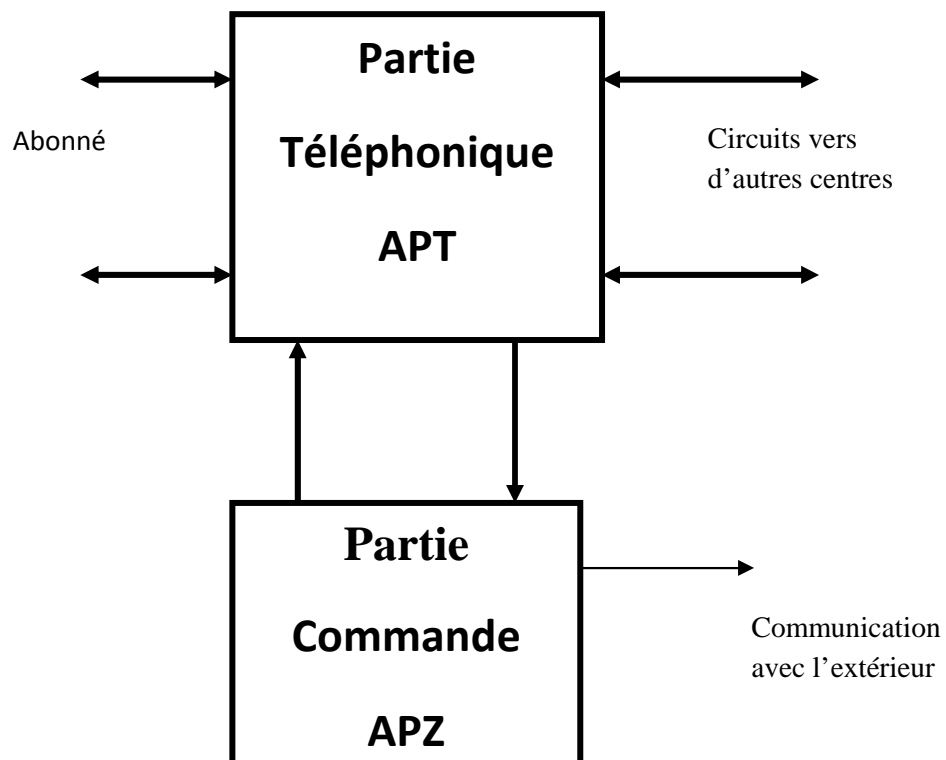 Partie
Téléphonique
APT
Abonné
Circuits vers
d’autres centres
Partie
Commande
APZ
Communication
avec l’extérieur